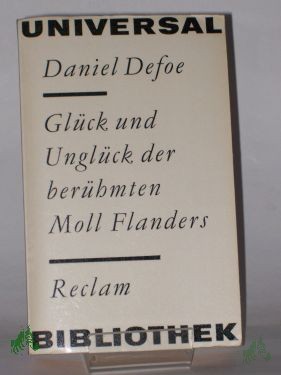 UNIVERSAL
Daniel Defoe
Glück und
Unglück der
berühmten
Moll Flanders
Reclam
BIBLIOTHEK